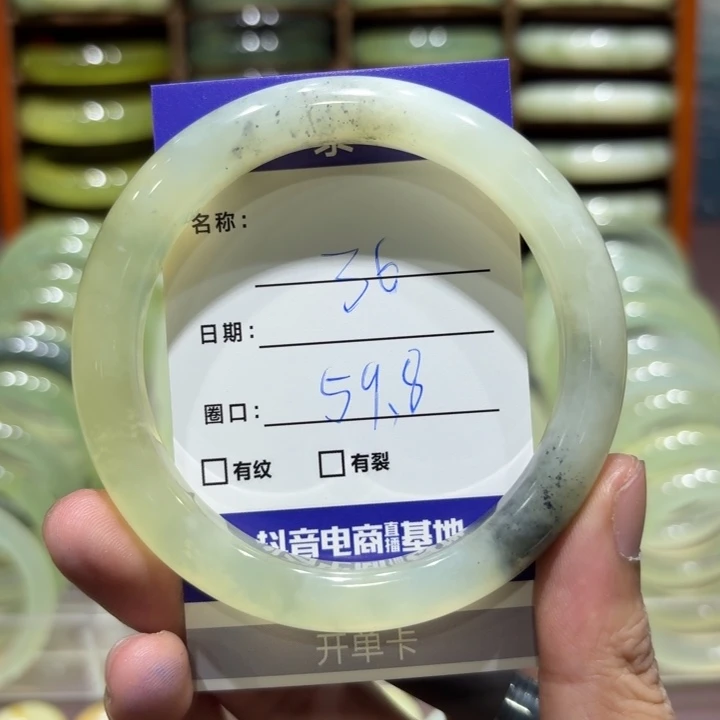 名称：
36
日期：
圈口：59.8
□有纹 □有裂
抖音电商直播基地
开单卡